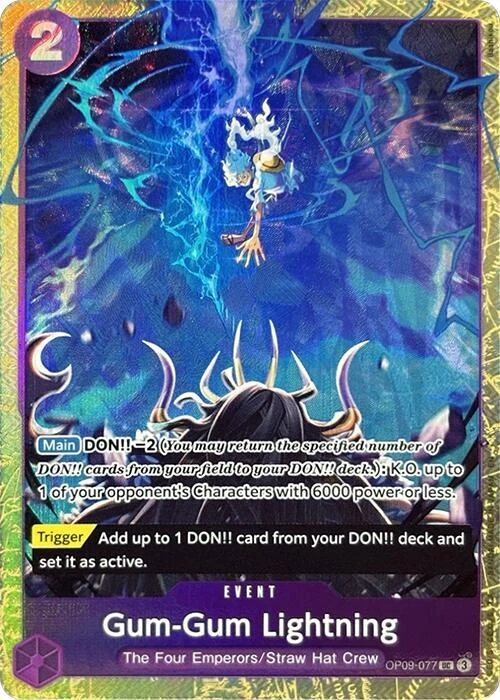 2
Main DON!! −2 (You may return the specified number of
DON!! cards from your field to your DON!! deck.): K.O. up to
1 of your opponent's Characters with 6000 power or less.
Trigger Add up to 1 DON!! card from your DON!! deck and
set it as active.
EVENT
Gum-Gum Lightning
The Four Emperors/Straw Hat Crew OP09-077 UC 3